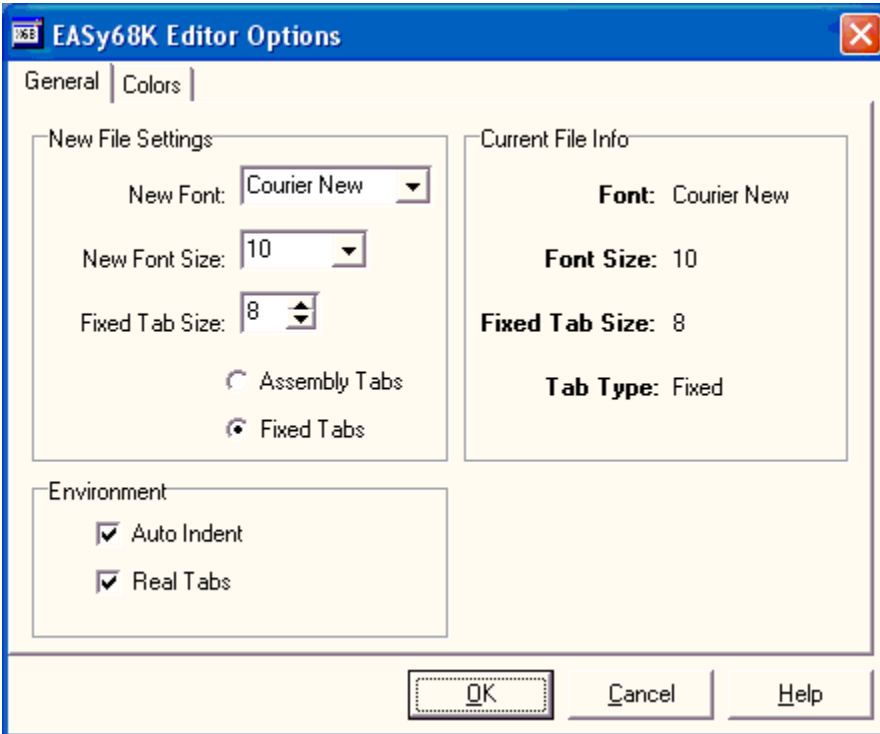 EASy68K Editor Options
General Colors
New File Settings
New Font: Courier New
New Font Size: 10
Fixed Tab Size: 8
Assembly Tabs
Fixed Tabs
Current File Info
Font: Courier New
Font Size: 10
Fixed Tab Size: 8
Tab Type: Fixed
Environment
Auto Indent
Real Tabs
OK Cancel Help